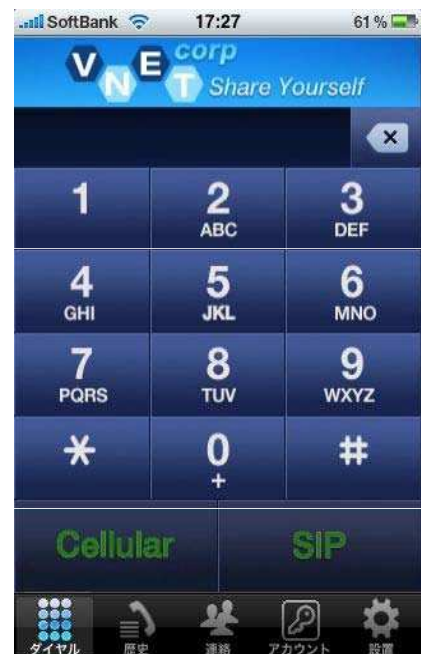 SoftBank 17:27 61 %
VNET corp
Share Yourself
1 2 3
ABC DEF
4 5 6
GHI JKL MNO
7 8 9
PQRS TUV WXYZ
* 0 #
+
Cellular SIP
ダイヤル 歴史 連絡 アカウント 設置